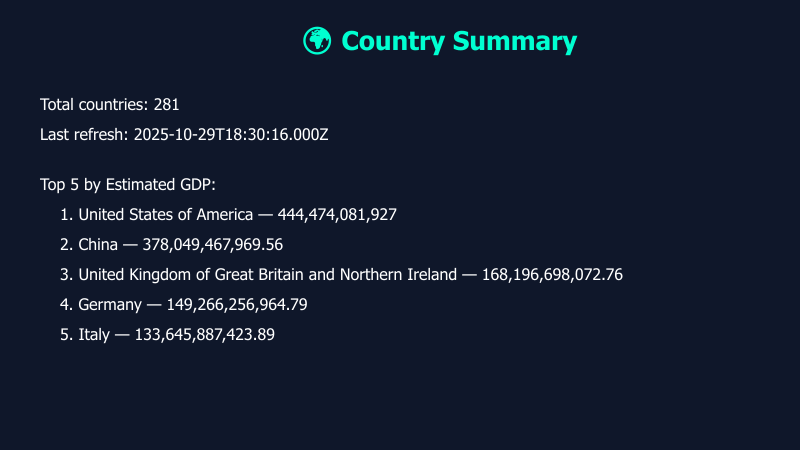 Country Summary
Total countries: 281
Last refresh: 2025-10-29T18:30:16.000Z
Top 5 by Estimated GDP:
1. United States of America — 444,474,081,927
2. China — 378,049,467,969.56
3. United Kingdom of Great Britain and Northern Ireland — 168,196,698,072.76
4. Germany — 149,266,256,964.79
5. Italy — 133,645,887,423.89